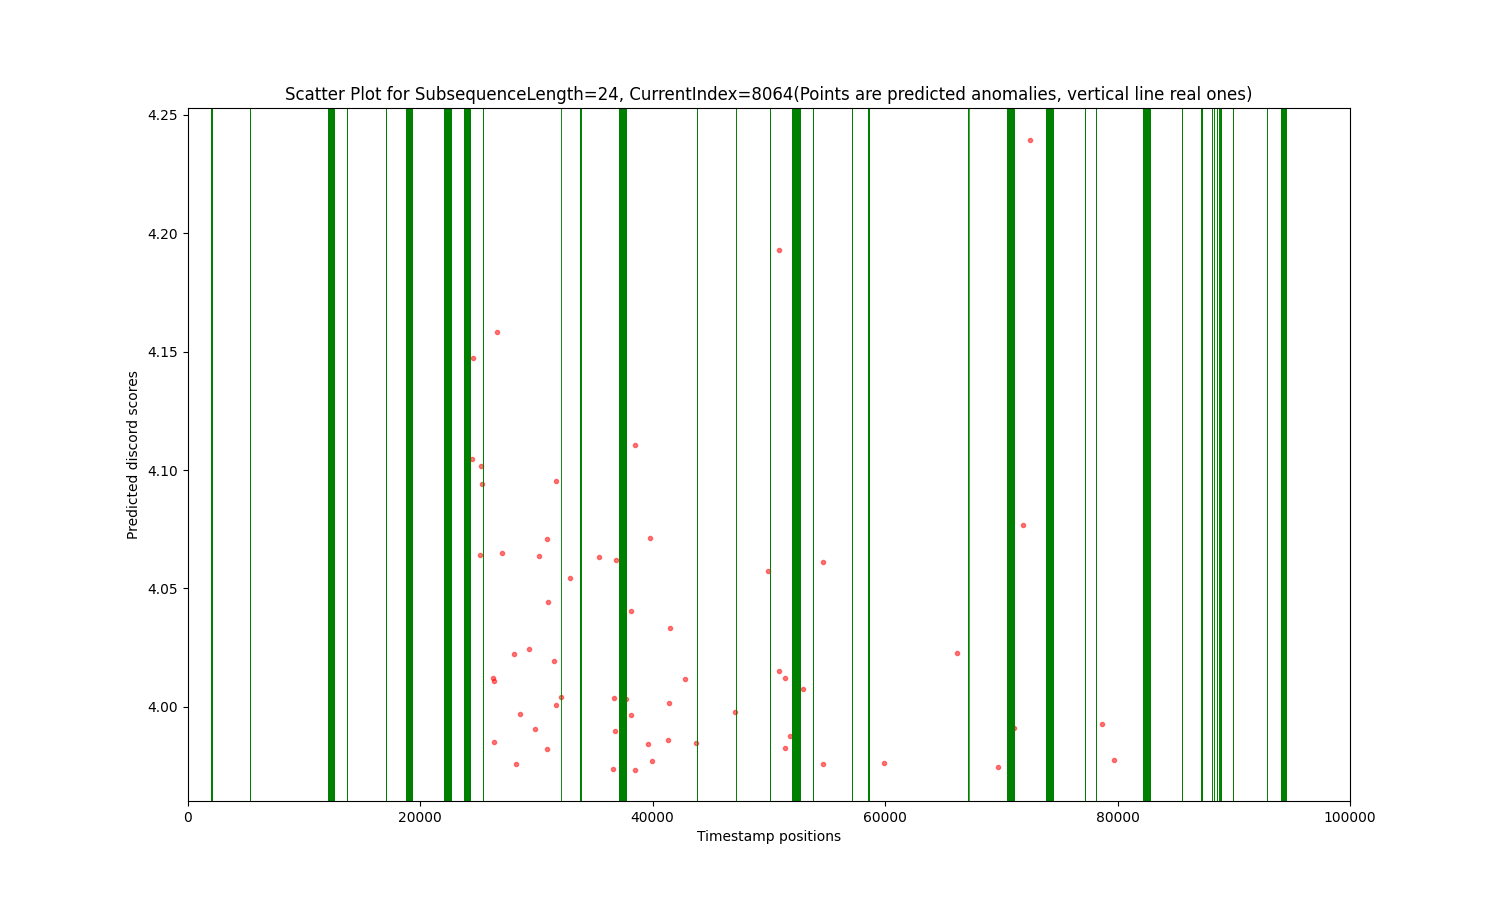 Scatter Plot for SubsequenceLength=24, CurrentIndex=8064(Points are predicted anomalies, vertical line real ones)
4.25
4.20
4.15
4.10
4.05
4.00
Predicted discord scores
0 20000 40000 60000 80000 100000
Timestamp positions